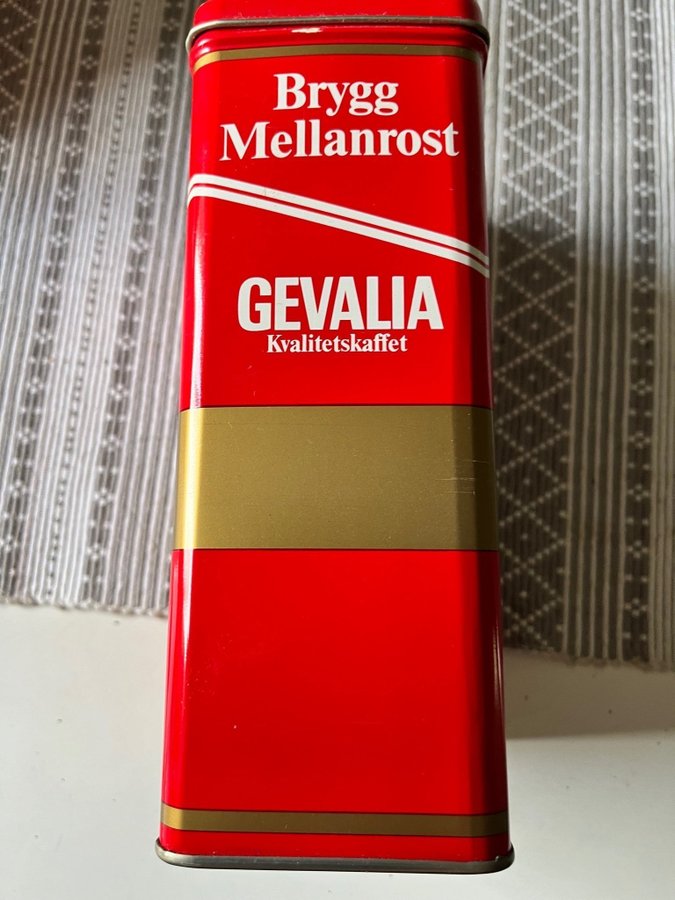 Brygg
Mellanrost
GEVALIA
Kvalitetskaffet